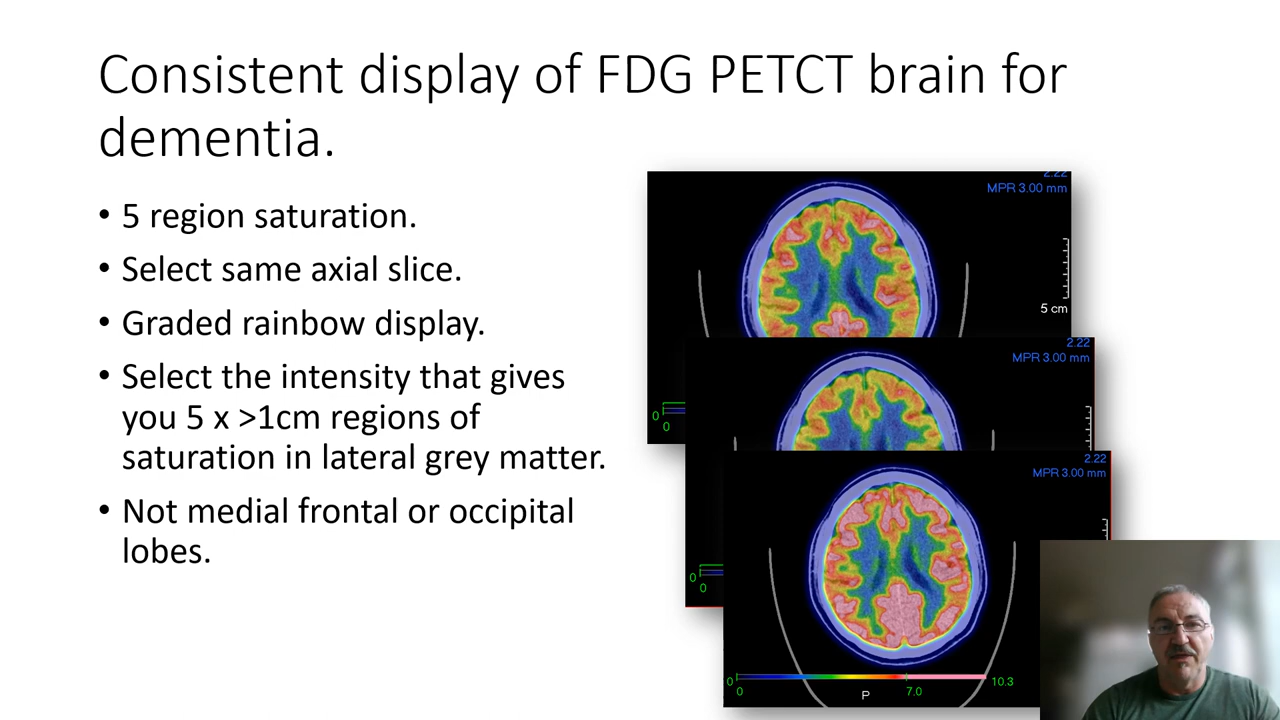 Consistent display of FDG PETCT brain for
dementia.
• 5 region saturation.
• Select same axial slice.
• Graded rainbow display.
• Select the intensity that gives
you 5 x >1cm regions of
saturation in lateral grey matter.
• Not medial frontal or occipital
lobes.
2.22
MPR 3.00 mm
5 cm
0
0
2.22
MPR 3.00 mm
0
0
2.22
MPR 3.00 mm
0
10.3
0
7.0
P